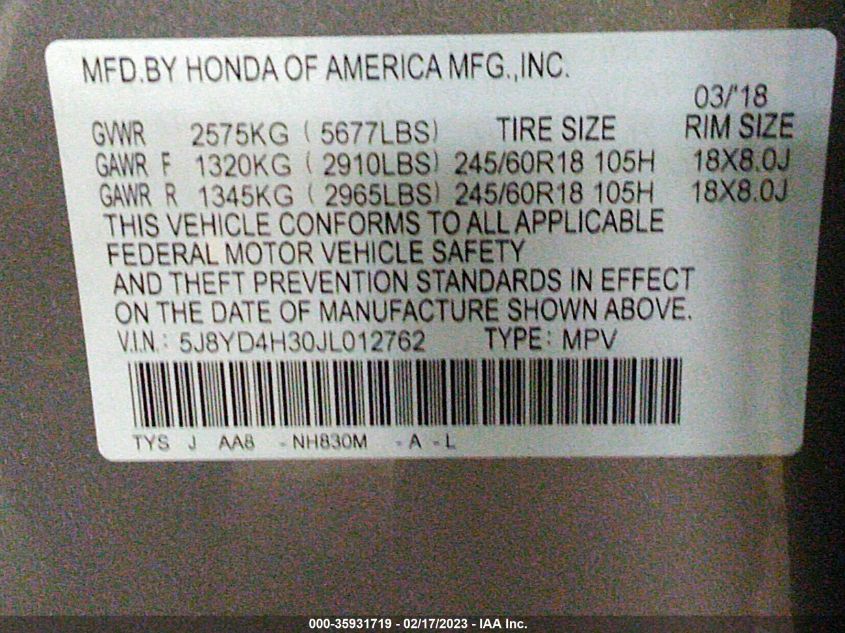 MFD.BY HONDA OF AMERICA MFG.,INC.
03/'18
GVWR 2575KG ( 5677LBS) TIRE SIZE RIM SIZE
GAWR F 1320KG ( 2910LBS) 245/60R18 105H 18X8.0J
GAWR R 1345KG ( 2965LBS) 245/60R18 105H 18X8.0J
THIS VEHICLE CONFORMS TO ALL APPLICABLE
FEDERAL MOTOR VEHICLE SAFETY
AND THEFT PREVENTION STANDARDS IN EFFECT
ON THE DATE OF MANUFACTURE SHOWN ABOVE.
V.I.N.: 5J8YD4H30JL012762 TYPE: MPV
TYS J AA8 - NH830M - A - L
000-35931719 - 02/17/2023 - IAA Inc.